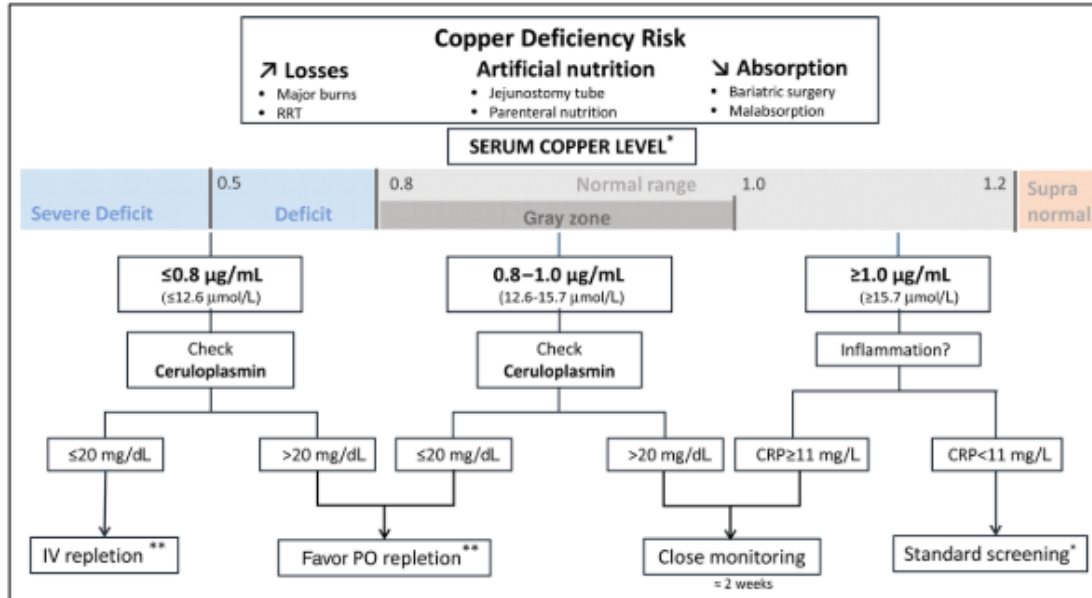 Copper Deficiency Risk
↗ Losses
• Major burns
• RRT
Artificial nutrition
• Jejunostomy tube
• Parenteral nutrition
↘ Absorption
• Bariatric surgery
• Malabsorption
SERUM COPPER LEVEL*
0.5
0.8
Normal range
1.0
1.2
Severe Deficit
Deficit
Gray zone
Supra
normal
≤0.8 µg/mL
(≤12.6 µmol/L)
0.8–1.0 µg/mL
(12.6-15.7 µmol/L)
≥1.0 µg/mL
(≥15.7 µmol/L)
Check
Ceruloplasmin
Check
Ceruloplasmin
Inflammation?
≤20 mg/dL
>20 mg/dL
≤20 mg/dL
>20 mg/dL
CRP≥11 mg/L
CRP<11 mg/L
IV repletion **
Favor PO repletion **
Close monitoring
≈ 2 weeks
Standard screening*